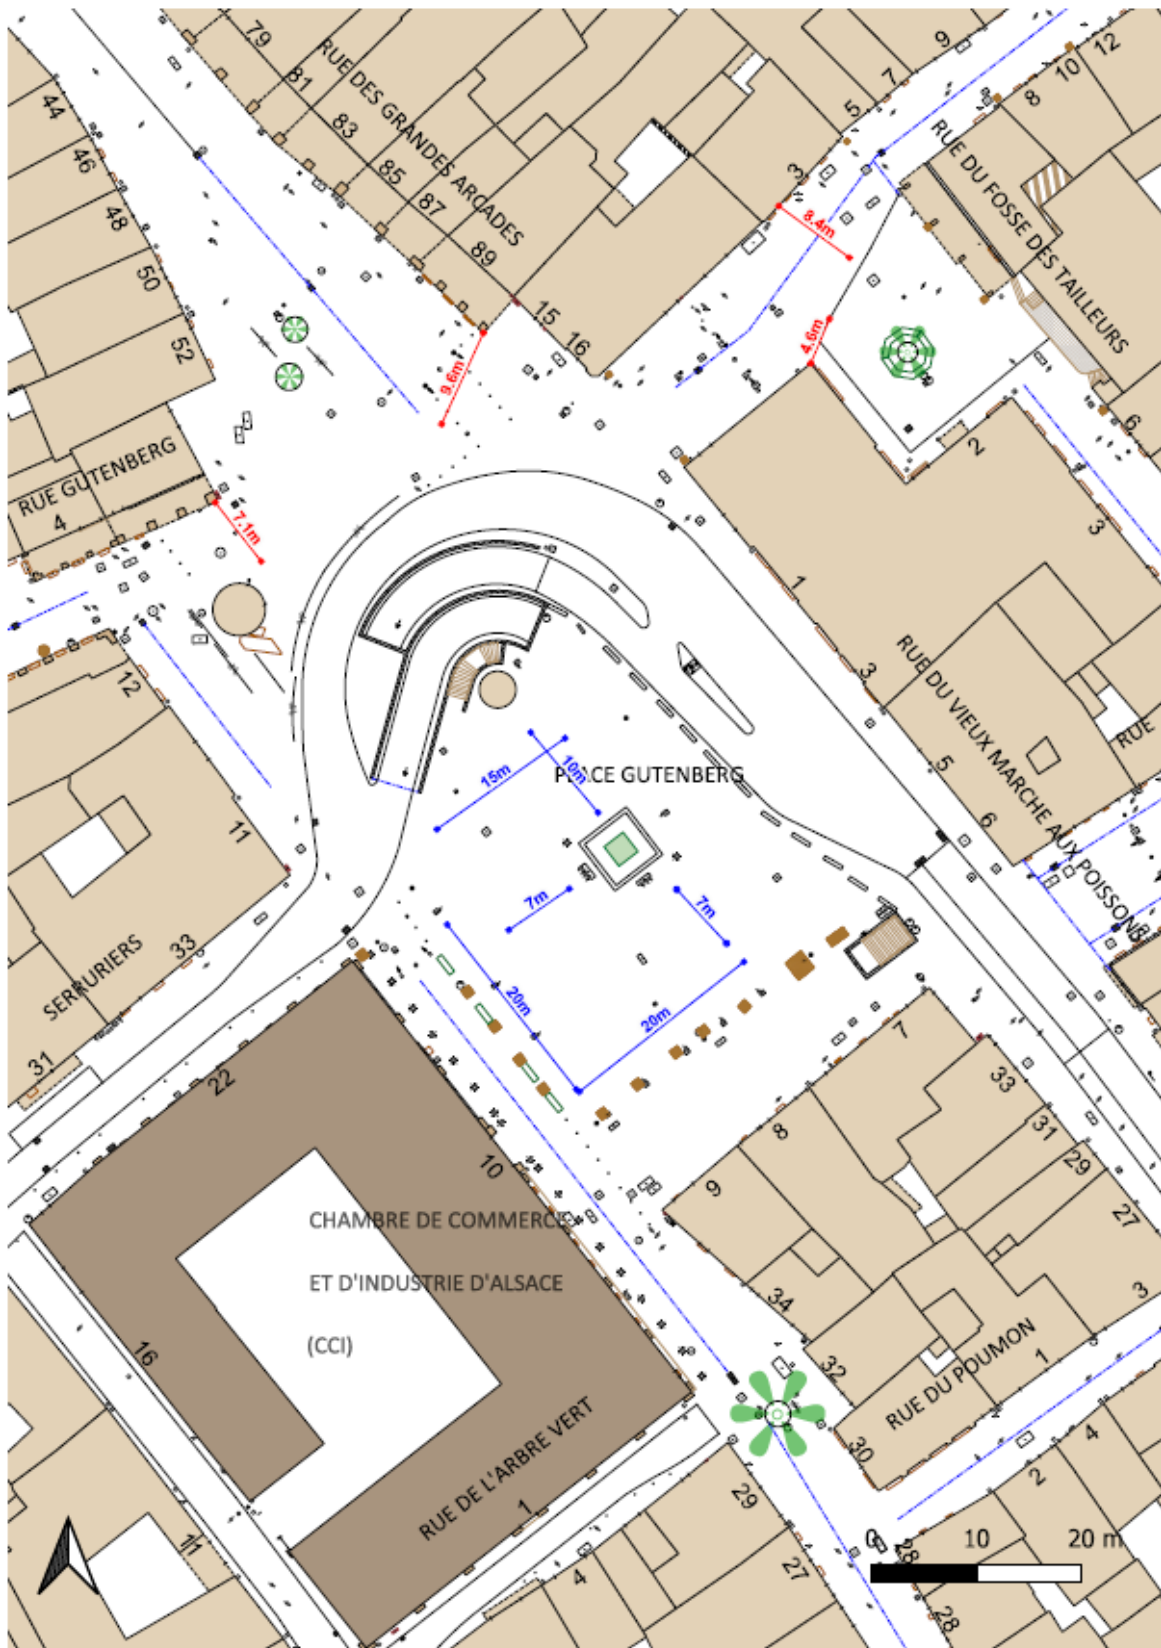 79
81
83
85
87
89
RUE DES GRANDES ARCADES
15
16
3
5
7
9
12
10
8
RUE DU FOSSE DES TAILLEURS
6
44
46
48
50
52
RUE GUTENBERG
4
8.4m
4.6m
9.6m
7.1m
2
3
1
3
RUE DU VIEUX MARCHE AUX POISSONS
RUE
5
6
12
11
33
SERRURIERS
31
PLACE GUTENBERG
15m
10m
7m
7m
20m
20m
22
10
16
CHAMBRE DE COMMERCE
ET D'INDUSTRIE D'ALSACE
(CCI)
RUE DE L'ARBRE VERT
1
7
8
9
33
31
29
27
3
34
32
30
RUE DU POUMON
1
2
4
29
27
4
11
28
28
0 10 20 m